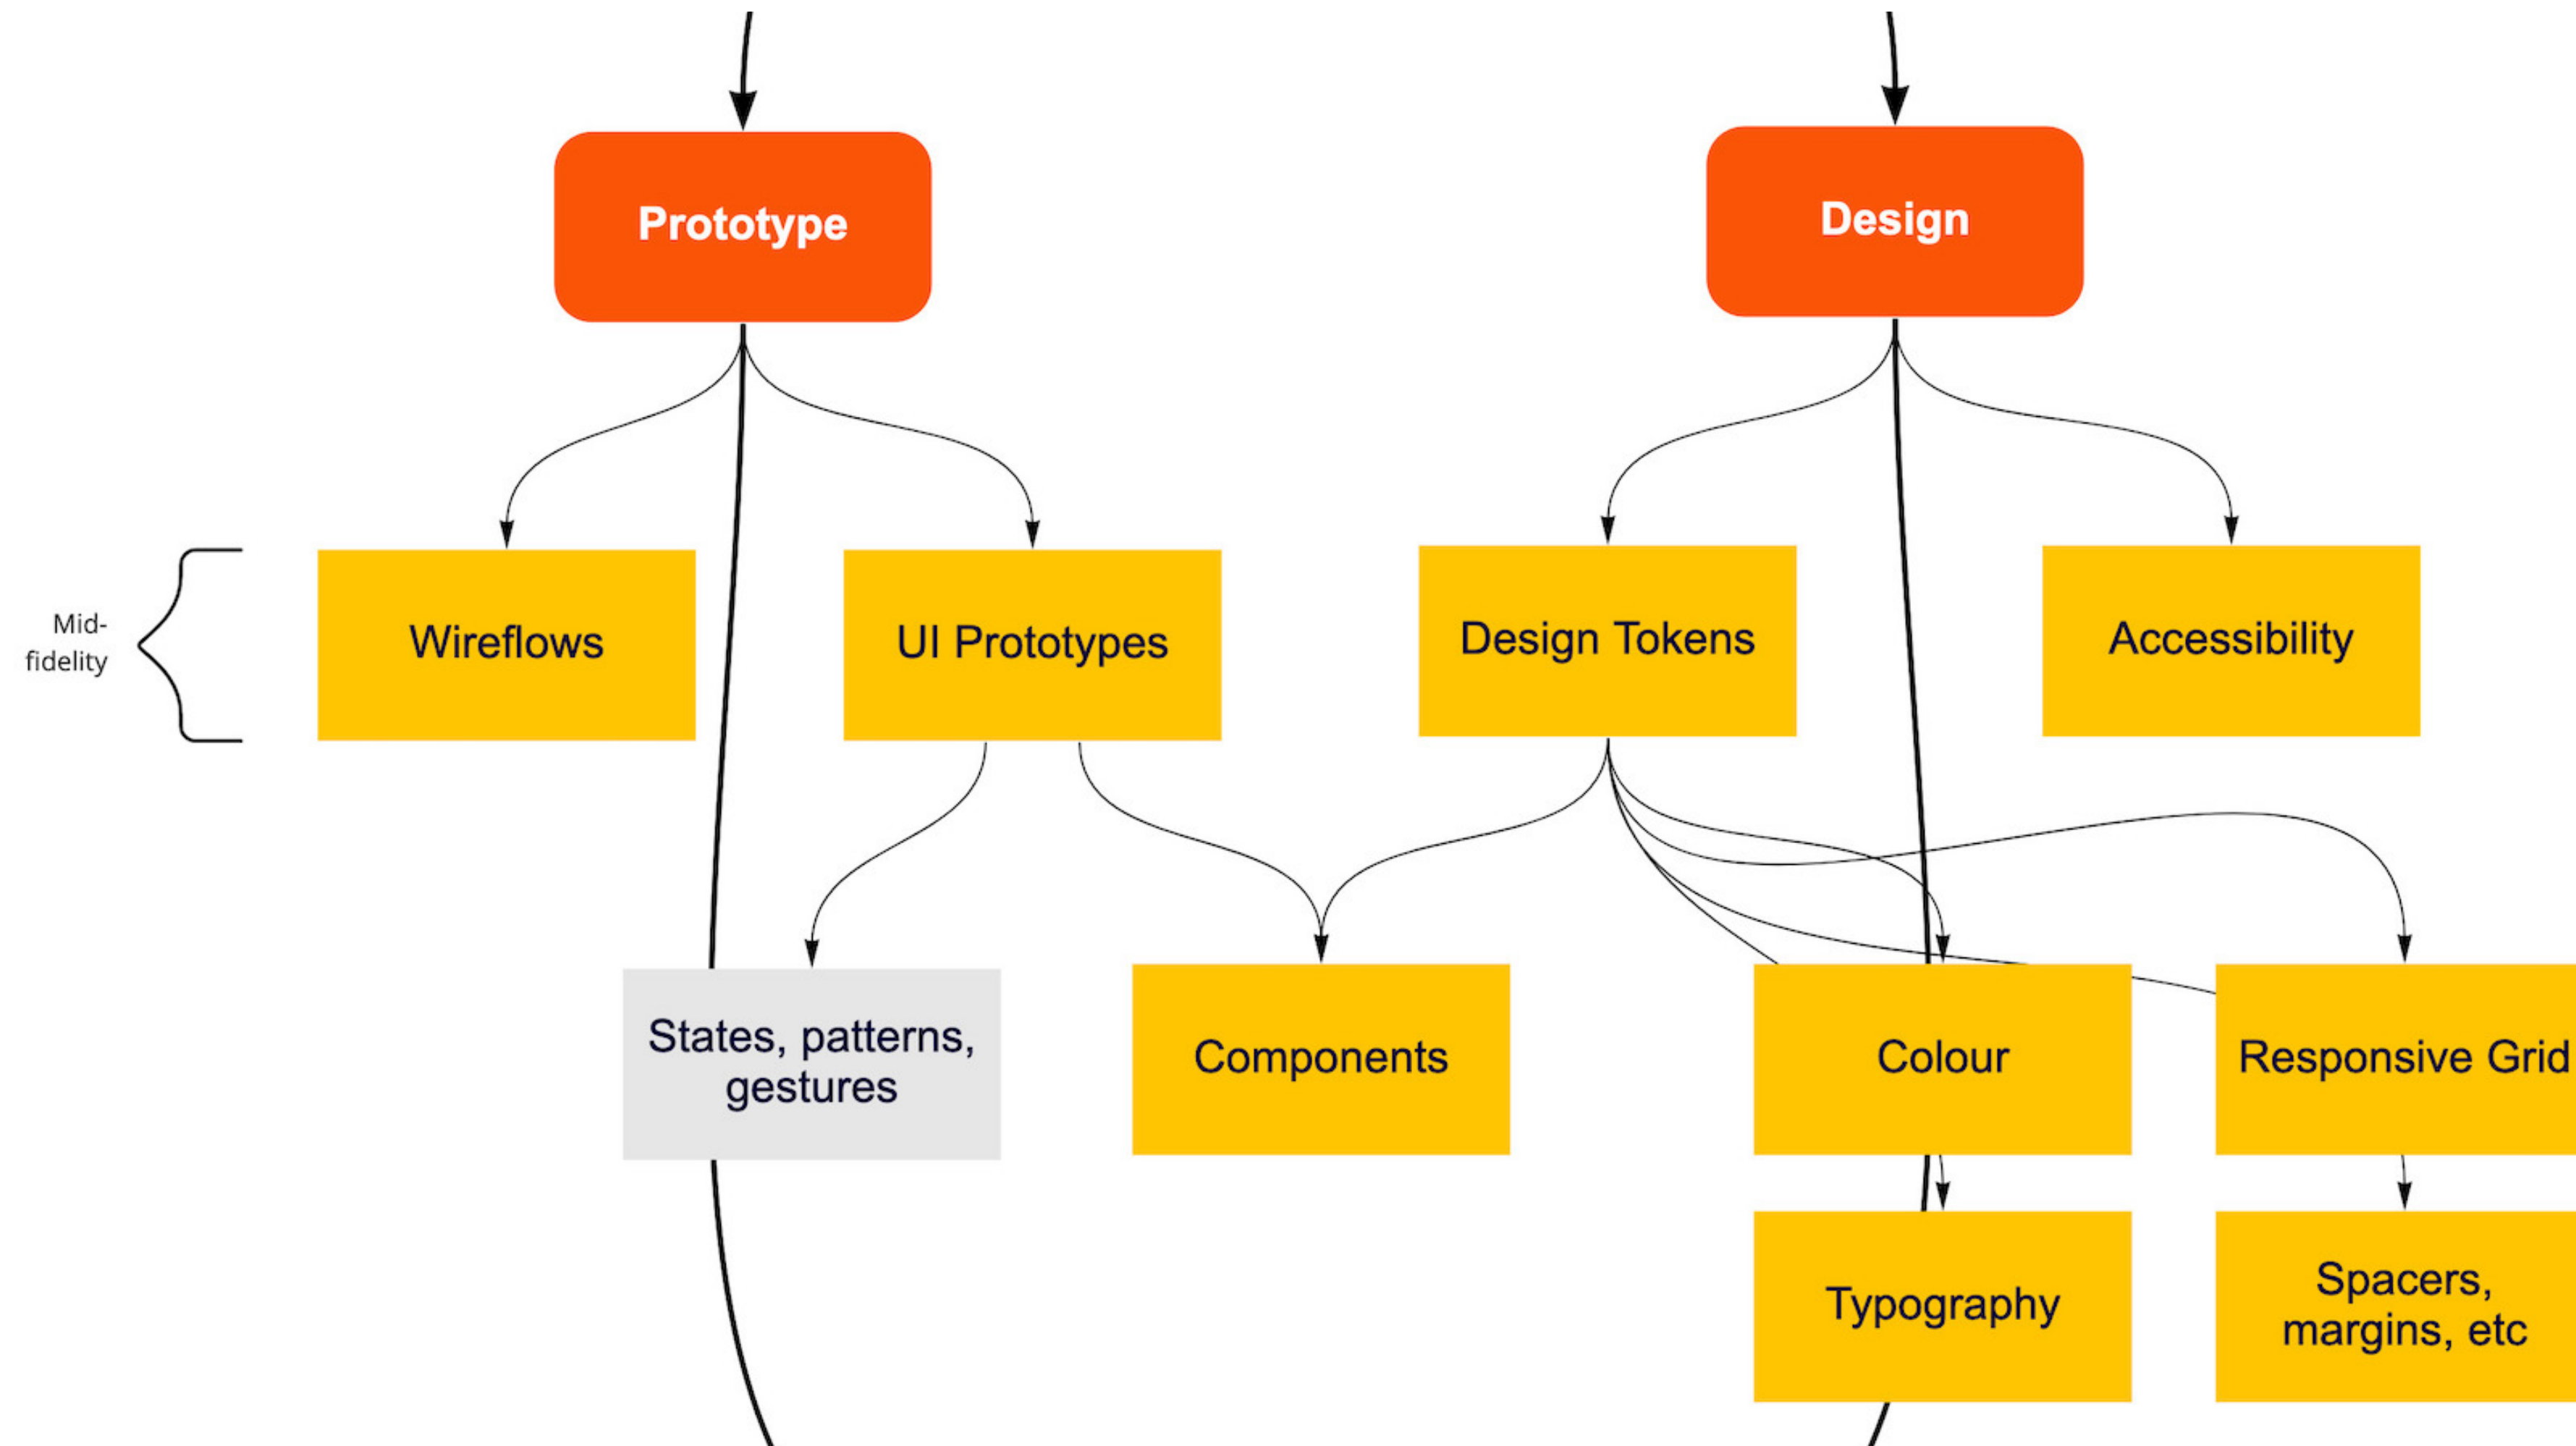 Prototype
Design
Mid-
fidelity
Wireflows
UI Prototypes
Design Tokens
Accessibility
States, patterns,
gestures
Components
Colour
Responsive Grid
Typography
Spacers,
margins, etc